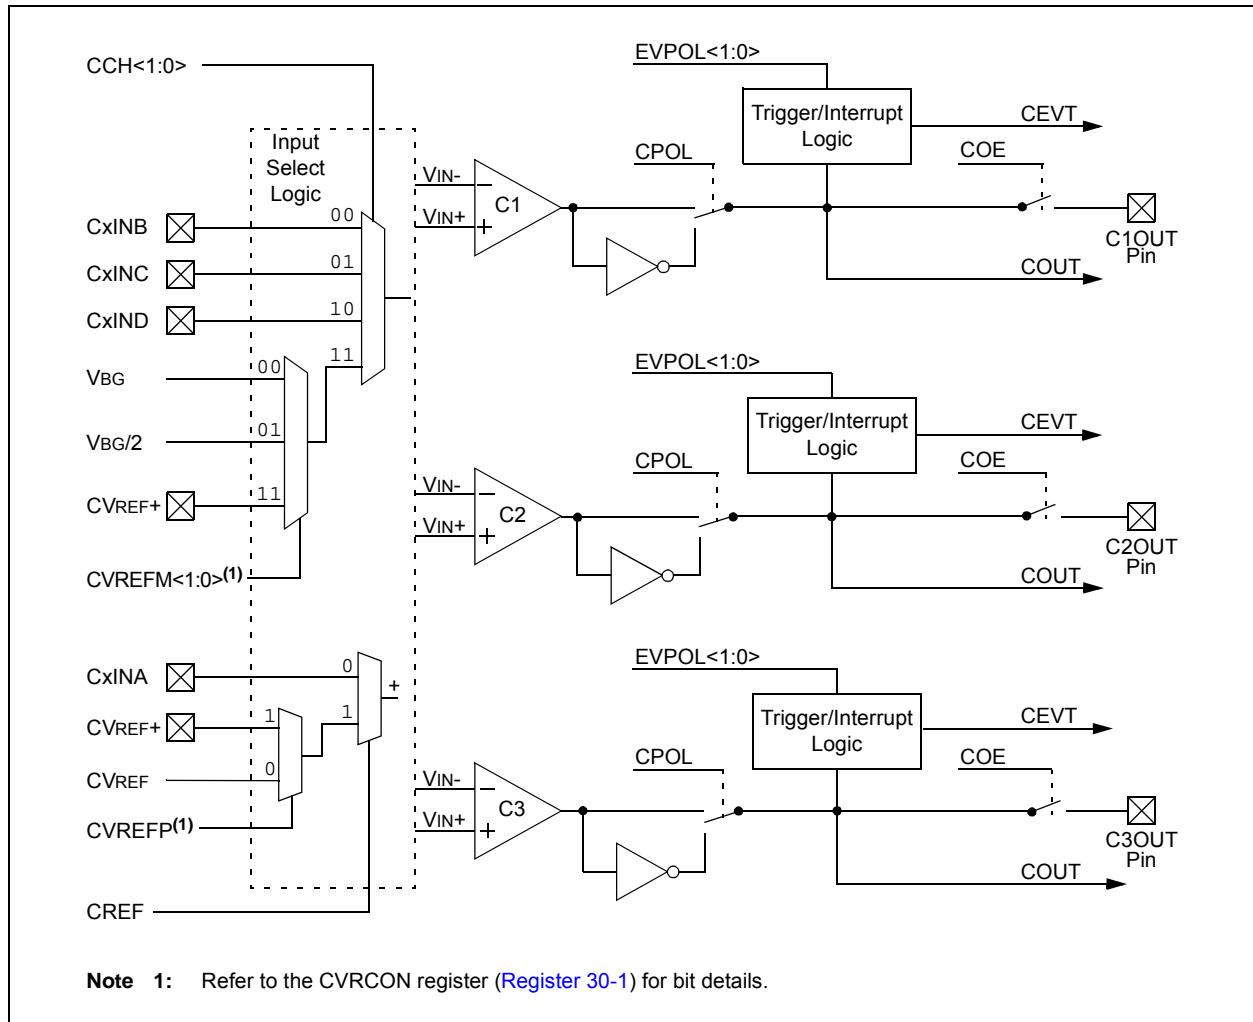 CCH<1:0>
Input
Select
Logic
CxINB
00
CxINC
01
CxIND
10
11
VBG
00
VBG/2
01
CVREF+
11
CVREFM<1:0>(1)
CxINA
0
+
CVREF+
1
1
CVREF
0
CVREFP(1)
CREF
EVPOL<1:0>
Trigger/Interrupt
Logic
CEVT
CPOL
COE
VIN-
–
C1
VIN+
+
C1OUT
Pin
COUT
EVPOL<1:0>
Trigger/Interrupt
Logic
CEVT
CPOL
COE
VIN-
–
C2
VIN+
+
C2OUT
Pin
COUT
EVPOL<1:0>
Trigger/Interrupt
Logic
CEVT
CPOL
COE
VIN-
–
C3
VIN+
+
C3OUT
Pin
COUT
Note 1: Refer to the CVRCON register (Register 30-1) for bit details.